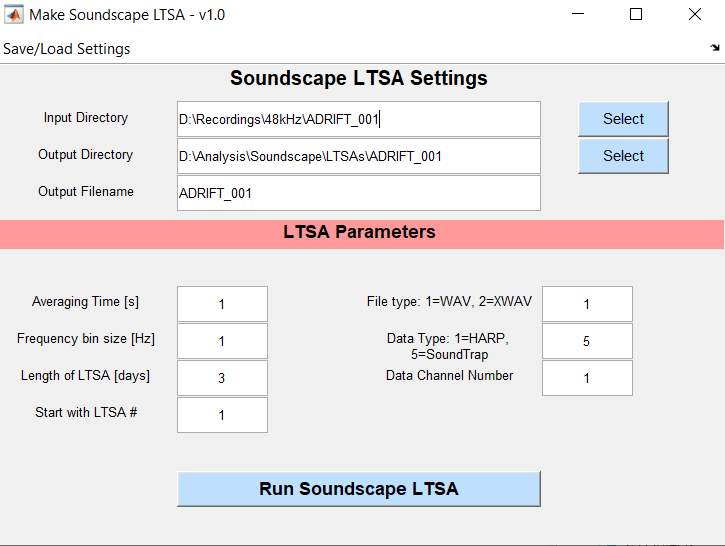 Make Soundscape LTSA - v1.0
Save/Load Settings
Soundscape LTSA Settings
Input Directory D:\Recordings\48kHz\ADRIFT_001 Select
Output Directory D:\Analysis\Soundscape\LTSAs\ADRIFT_001 Select
Output Filename ADRIFT_001
LTSA Parameters
Averaging Time [s] 1 File type: 1=WAV, 2=XWAV 1
Frequency bin size [Hz] 1 Data Type: 1=HARP, 5
5=SoundTrap
Length of LTSA [days] 3 Data Channel Number 1
Start with LTSA # 1
Run Soundscape LTSA